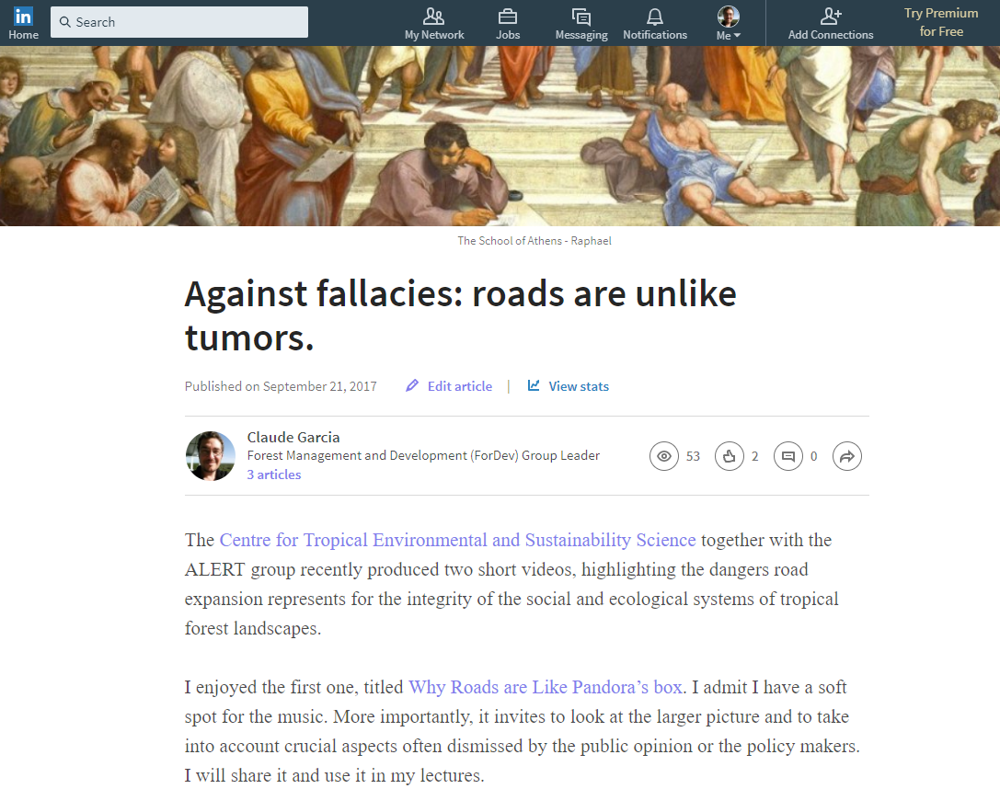 in
Home
Search
My Network
Jobs
Messaging
Notifications
Me
Add Connections
Try Premium
for Free
The School of Athens - Raphael
Against fallacies: roads are unlike
tumors.
Published on September 21, 2017
Edit article
|
View stats
Claude Garcia
Forest Management and Development (ForDev) Group Leader
3 articles
53
2
0
The Centre for Tropical Environmental and Sustainability Science together with the
ALERT group recently produced two short videos, highlighting the dangers road
expansion represents for the integrity of the social and ecological systems of tropical
forest landscapes.
I enjoyed the first one, titled Why Roads are Like Pandora’s box. I admit I have a soft
spot for the music. More importantly, it invites to look at the larger picture and to take
into account crucial aspects often dismissed by the public opinion or the policy makers.
I will share it and use it in my lectures.